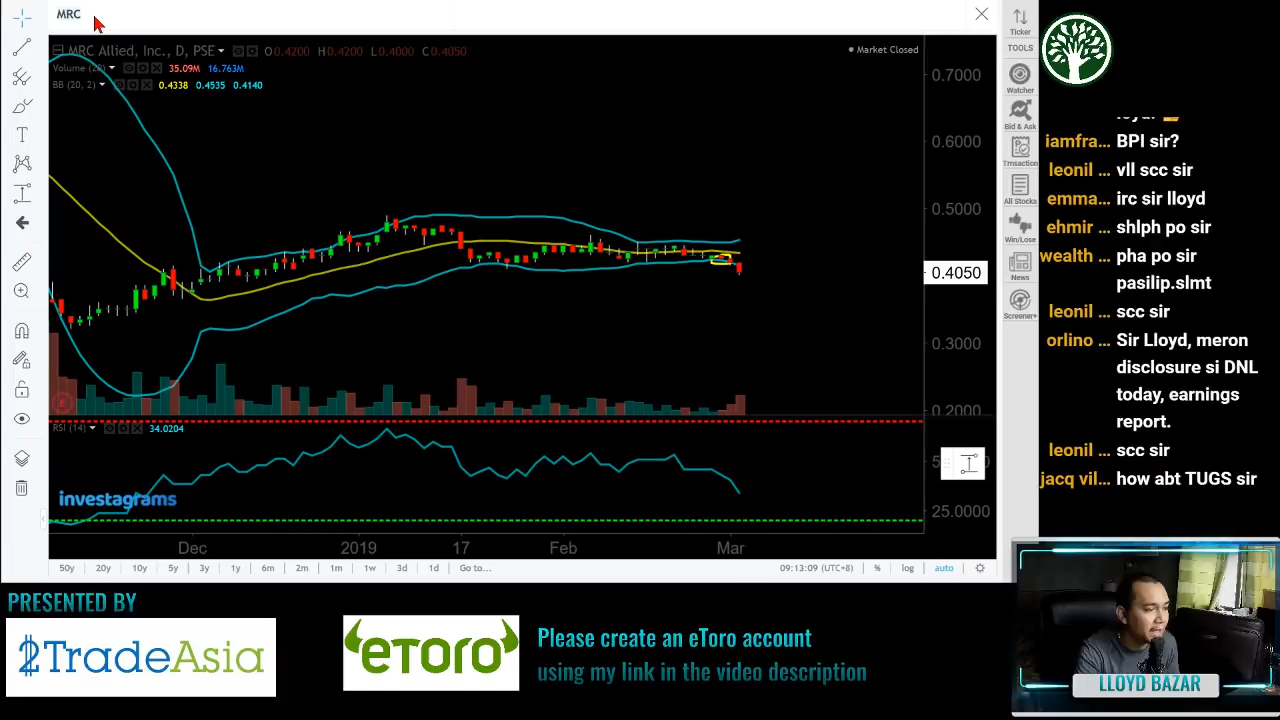 MRC
MRC Allied, Inc., D, PSE O0.4200 H0.4200 L0.4000 C0.4050
Market Closed
Volume (20) 35.09M 16.763M
BB (20, 2) 0.4338 0.4535 0.4140
0.7000
0.6000
0.5000
0.4050
0.3000
0.2000
RSI (14) 34.0204
25.0000
investagrams
Dec 2019 17 Feb Mar
50y 20y 10y 5y 3y 1y 6m 2m 1m 1w 3d 1d Go to... 09:13:09 (UTC+8) % log auto
Ticker
TOOLS
Watcher
Bid & Ask
Trnsaction
All Stocks
Win/Lose
News
Screener+
iamfra... BPI sir?
leonil ... vll scc sir
emma... irc sir lloyd
ehmir ... shlph po sir
wealth ... pha po sir
pasilip.slmt
leonil ... scc sir
orlino ... Sir Lloyd, meron
disclosure si DNL
today, earnings
report.
leonil ... scc sir
jacq vil... how abt TUGS sir
LLOYD BAZAR
PRESENTED BY
2TradeAsia
eToro
Please create an eToro account
using my link in the video description